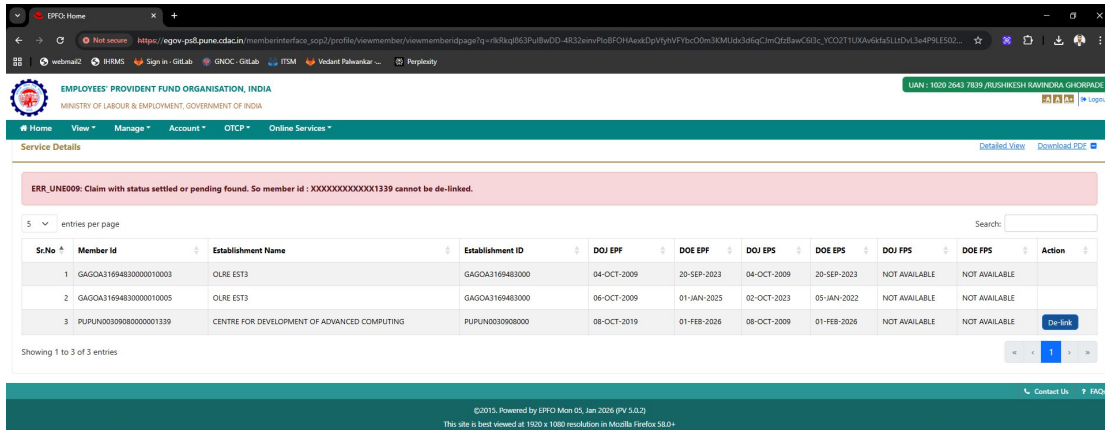 EPFO: Home
Not secure https://egov-ps8.pune.cdac.in/memberinterface_sop2/profile/viewmember/viewmemberidpage?
webmail2 IHRMS Sign in · GitLab GNOC · GitLab ITSM Vedant Palwankar -... Perplexity
EMPLOYEES' PROVIDENT FUND ORGANISATION, INDIA
MINISTRY OF LABOUR & EMPLOYMENT, GOVERNMENT OF INDIA
UAN : 1020 2643 7839 /RUSHIKESH RAVINDRA GHORPADE
-A A A+ Logou
Home View Manage Account OTCP Online Services
Service Details Detailed View Download PDF
ERR_UNE009: Claim with status settled or pending found. So member id : XXXXXXXXXXXX1339 cannot be de-linked.
5 entries per page Search:
Sr.No Member Id Establishment Name Establishment ID DOJ EPF DOE EPF DOJ EPS DOE EPS DOJ FPS DOE FPS Action
1 GAGOA31694830000010003 OLRE EST3 GAGOA3169483000 04-OCT-2009 20-SEP-2023 04-OCT-2009 20-SEP-2023 NOT AVAILABLE NOT AVAILABLE
2 GAGOA31694830000010005 OLRE EST3 GAGOA3169483000 06-OCT-2009 01-JAN-2025 02-OCT-2023 05-JAN-2022 NOT AVAILABLE NOT AVAILABLE
3 PUPUN00309080000001339 CENTRE FOR DEVELOPMENT OF ADVANCED COMPUTING PUPUN0030908000 08-OCT-2019 01-FEB-2026 08-OCT-2009 01-FEB-2026 NOT AVAILABLE NOT AVAILABLE De-link
Showing 1 to 3 of 3 entries « ‹ 1 › »
Contact Us ? FAQs
©2015. Powered by EPFO Mon 05, Jan 2026 (PV 5.0.2)
This site is best viewed at 1920 x 1080 resolution in Mozilla Firefox 58.0+